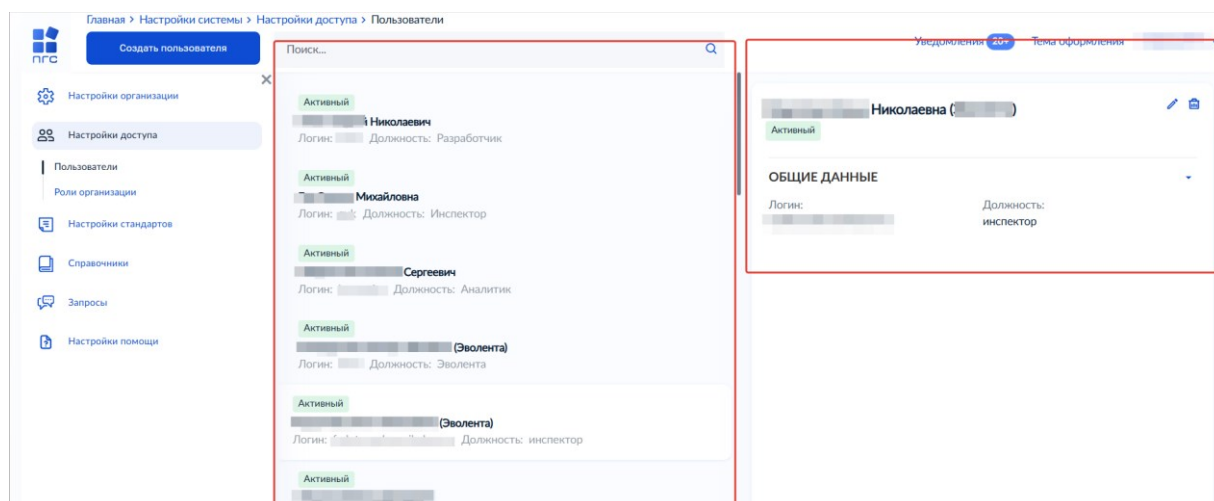 Главная > Настройки системы > Настройки доступа > Пользователи
пгс
Создать пользователя
Поиск...
Уведомления 20+ Тема оформления
Настройки организации
Настройки доступа
Пользователи
Роли организации
Настройки стандартов
Справочники
Запросы
Настройки помощи
Активный
Николаевич
Логин: Должность: Разработчик
Активный
Михайловна
Логин: Должность: Инспектор
Активный
Сергеевич
Логин: Должность: Аналитик
Активный
(Эволента)
Логин: Должность: Эволента
Активный
(Эволента)
Логин: Должность: инспектор
Активный
Николаевна ( )
Активный
ОБЩИЕ ДАННЫЕ
Логин: Должность:
инспектор